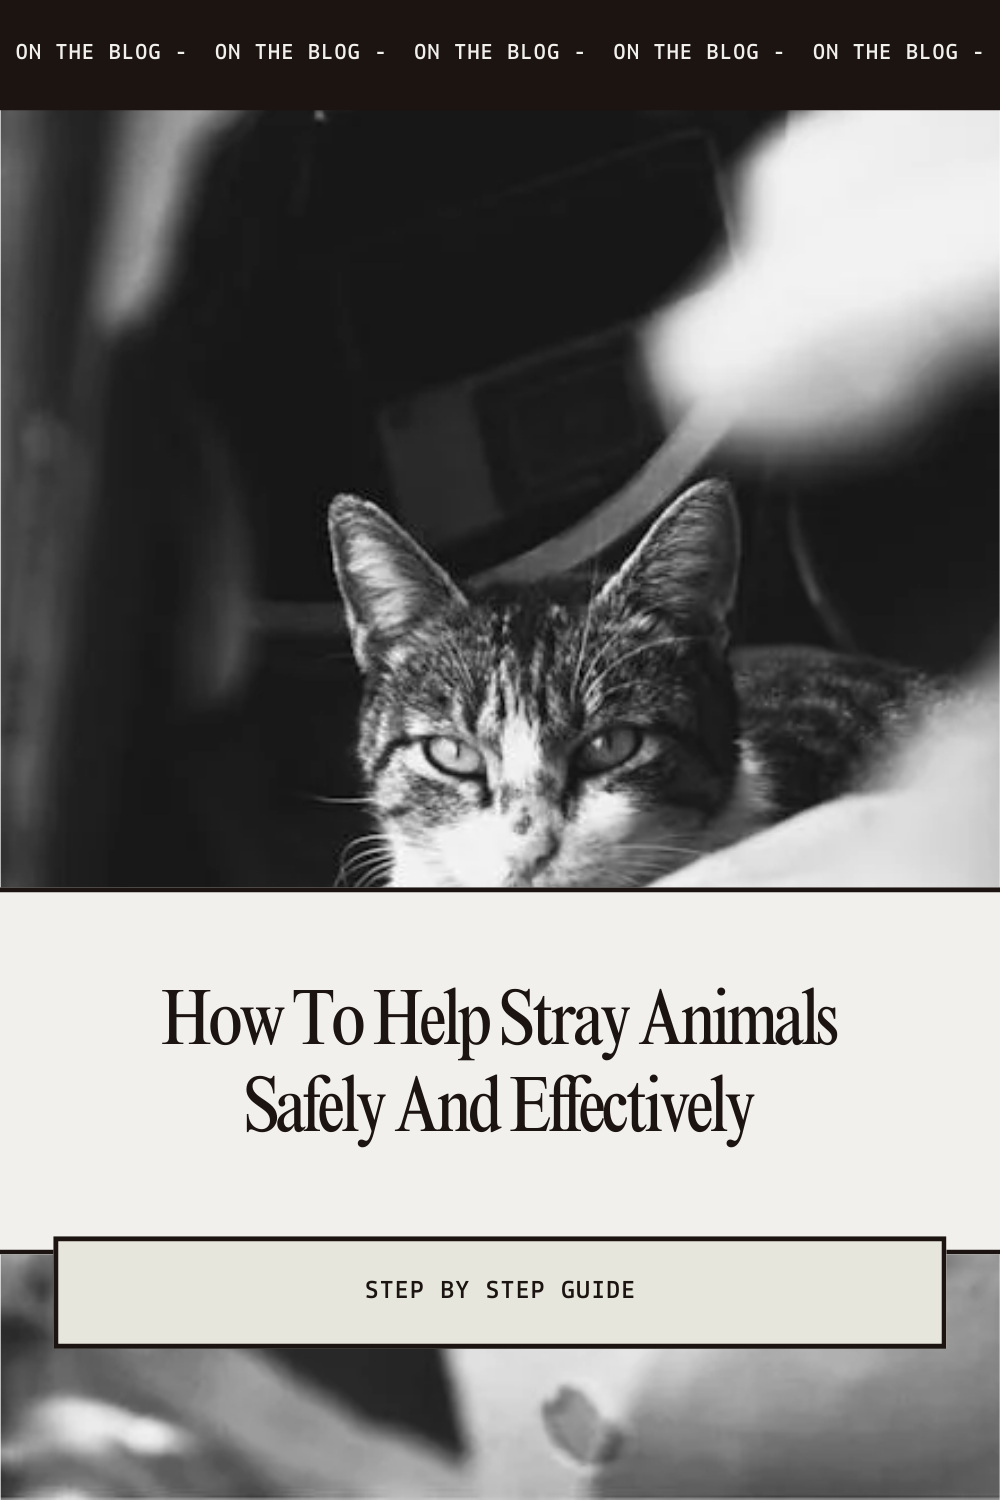 ON THE BLOG - ON THE BLOG - ON THE BLOG - ON THE BLOG - ON THE BLOG -
How To Help Stray Animals
Safely And Effectively
STEP BY STEP GUIDE